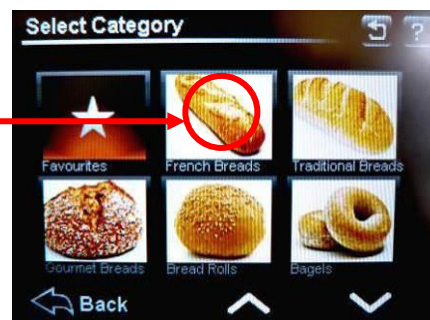 Select Category
?
Favourites
French Breads
Traditional Breads
Gourmet Breads
Bread Rolls
Bagels
Back